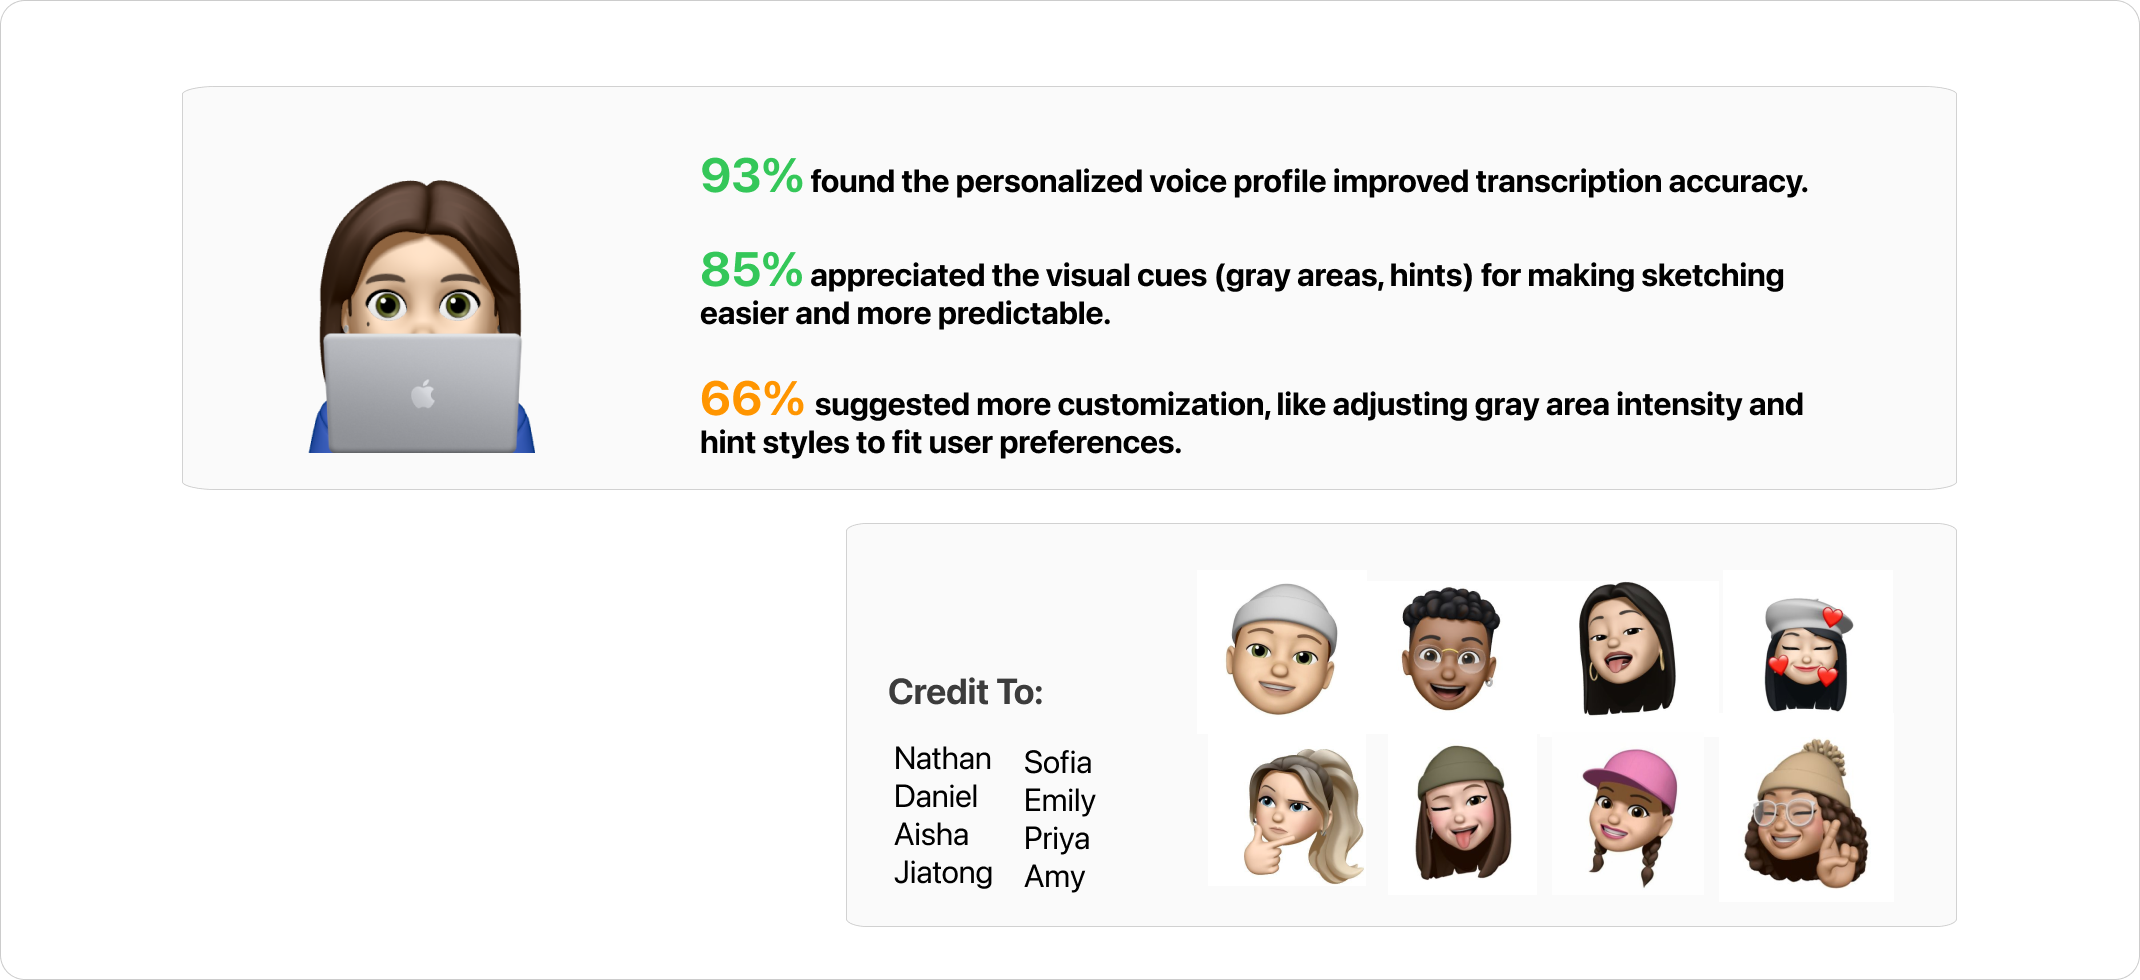 93% found the personalized voice profile improved transcription accuracy.
85% appreciated the visual cues (gray areas, hints) for making sketching
easier and more predictable.
66% suggested more customization, like adjusting gray area intensity and
hint styles to fit user preferences.
Credit To:
Nathan
Daniel
Aisha
Jiatong
Sofia
Emily
Priya
Amy